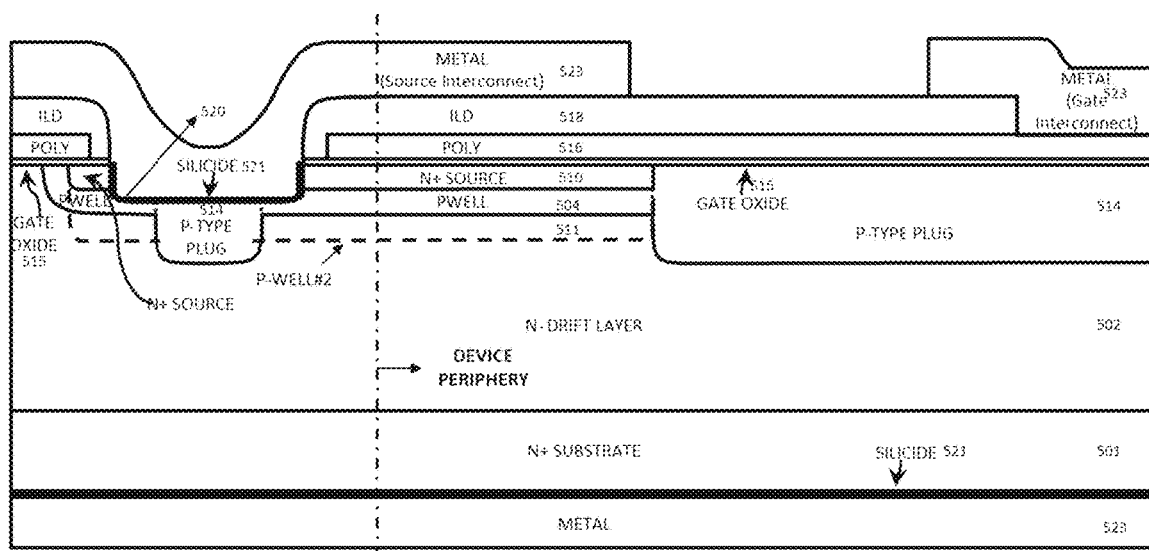 METAL
(Source Interconnect) 523
METAL
523
(Gate
Interconnect)
520
ILD
ILD 518
POLY
POLY 516
SILICIDE 521
N+ SOURCE 510
PWELL
514
PWELL 504
515
GATE OXIDE
514
GATE
OXIDE
515
P-TYPE
PLUG
511
P-TYPE PLUG
P-WELL#2
N+ SOURCE
N- DRIFT LAYER 502
DEVICE
PERIPHERY
N+ SUBSTRATE
SILICIDE 521
501
METAL 523